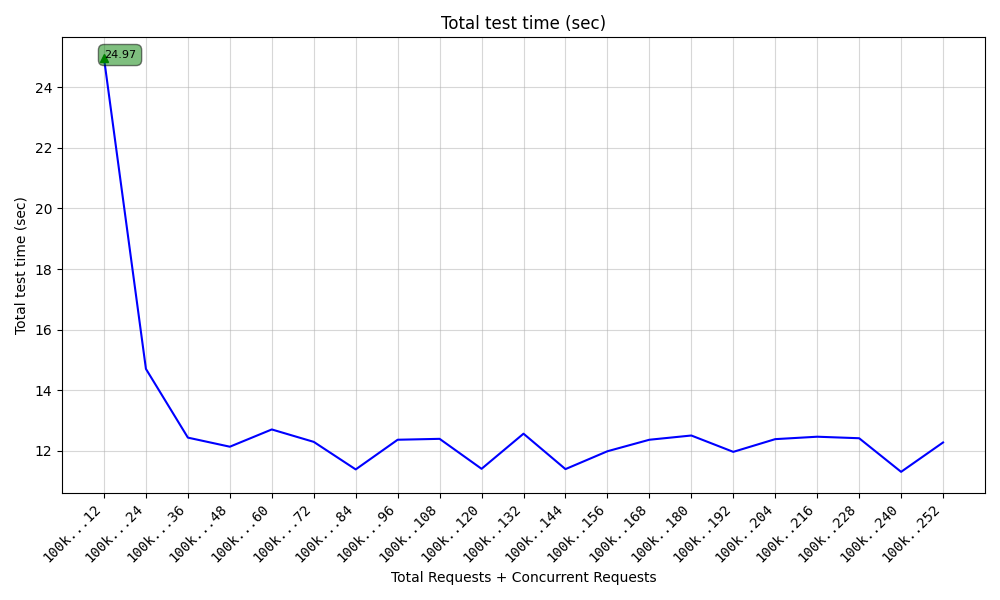 Total test time (sec)
24.97
24
22
20
18
16
14
12
Total test time (sec)
100k...12
100k...24
100k...36
100k...48
100k...60
100k...72
100k...84
100k...96
100k..108
100k..120
100k..132
100k..144
100k..156
100k..168
100k..180
100k..192
100k..204
100k..216
100k..228
100k..240
100k..252
Total Requests + Concurrent Requests